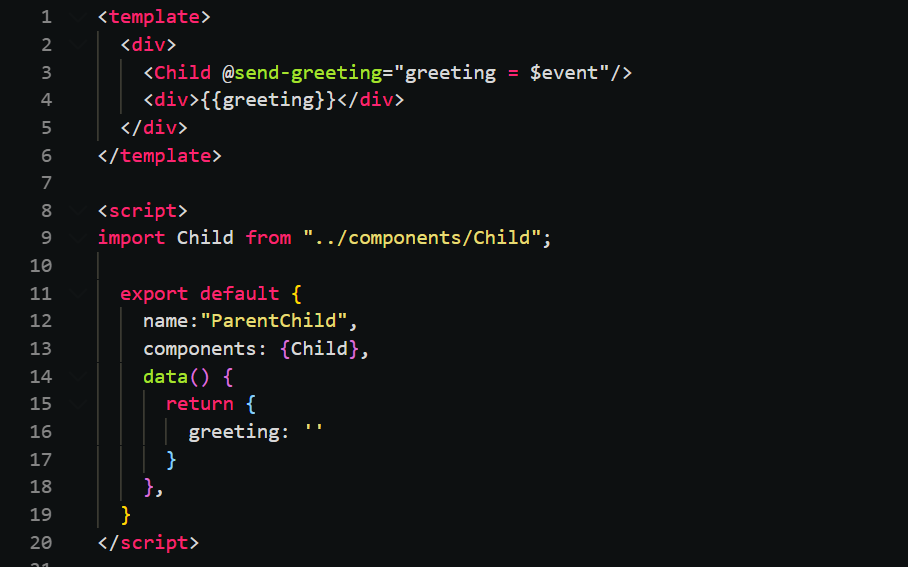 1 <template>
2 <div>
3 <Child @send-greeting="greeting = $event"/>
4 <div>{{greeting}}</div>
5 </div>
6 </template>
7
8 <script>
9 import Child from "../components/Child";
10
11 export default {
12 name:"ParentChild",
13 components: {Child},
14 data() {
15 return {
16 greeting: ''
17 }
18 },
19 }
20 </script>
21